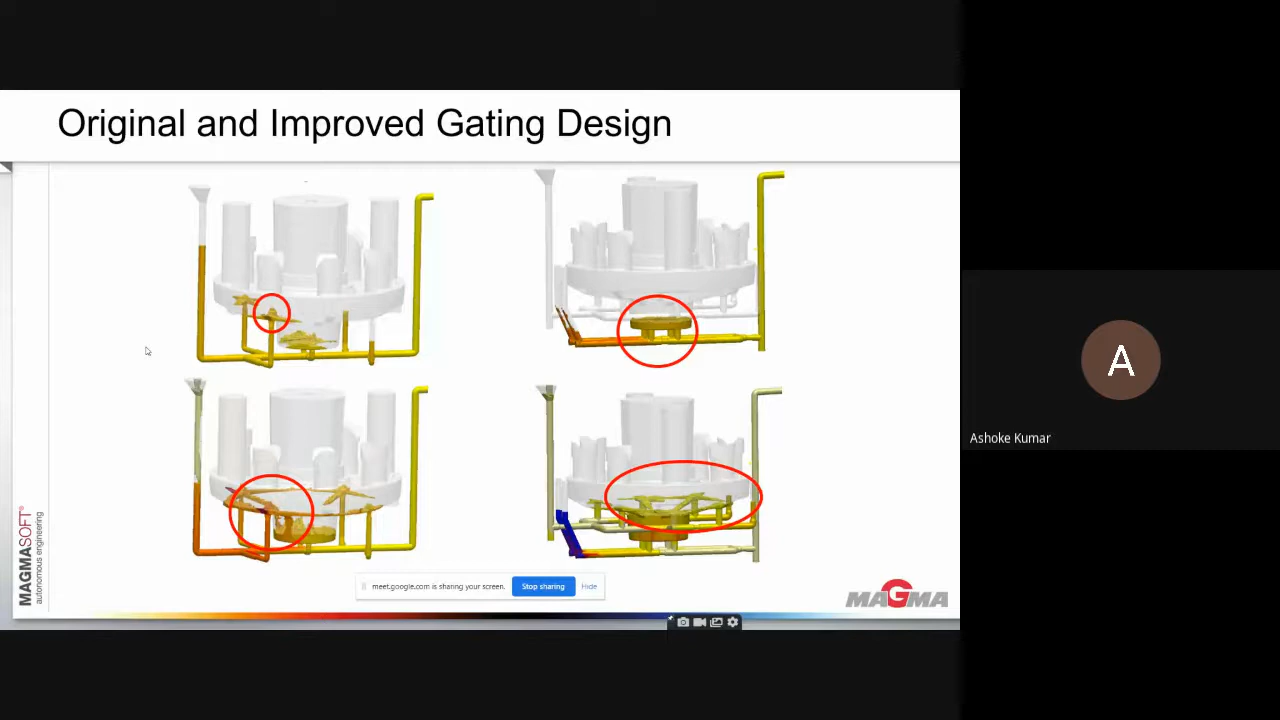 Original and Improved Gating Design
MAGMASOFT®
autonomous engineering
meet.google.com is sharing your screen.
Stop sharing
Hide
MAGMA
A
Ashoke Kumar